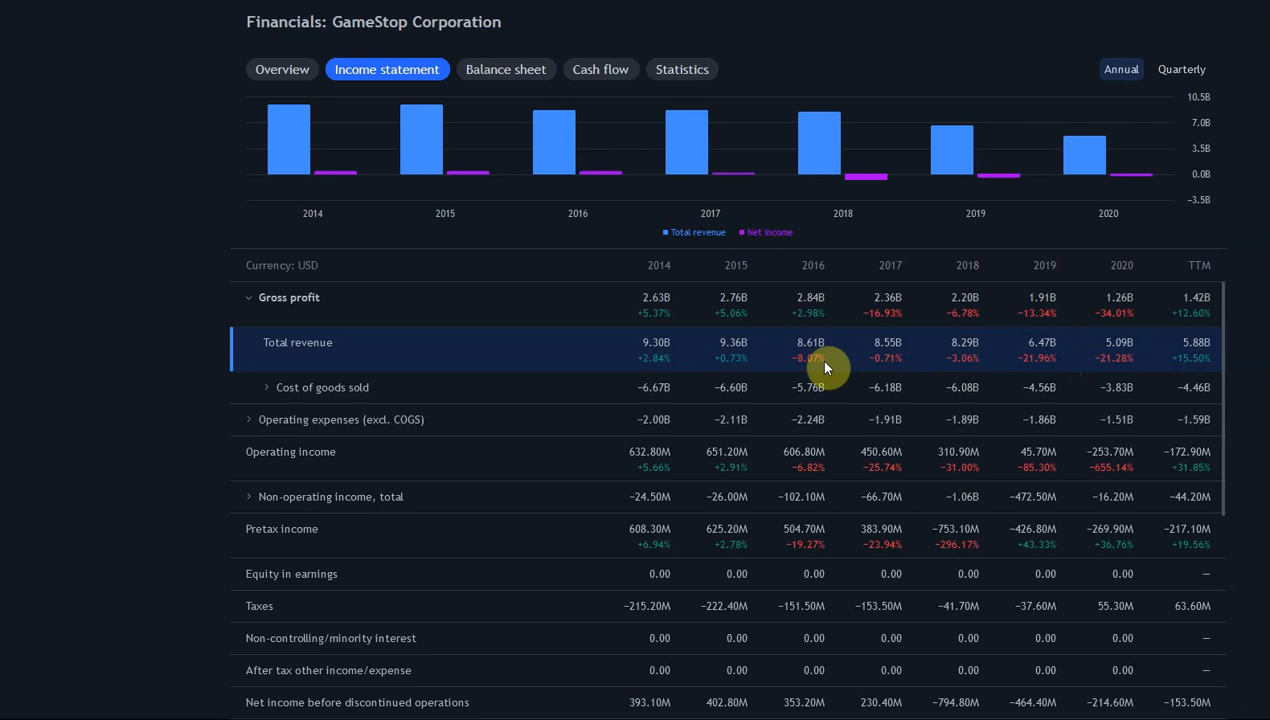 Financials: GameStop Corporation
Overview Income statement Balance sheet Cash flow Statistics Annual Quarterly
10.5B
7.0B
3.5B
0.0B
−3.5B
2014 2015 2016 2017 2018 2019 2020
Total revenue Net income
Currency: USD 2014 2015 2016 2017 2018 2019 2020 TTM
Gross profit 2.63B 2.76B 2.84B 2.36B 2.20B 1.91B 1.26B 1.42B
+5.37% +5.06% +2.98% −16.93% −6.78% −13.34% −34.01% +12.60%
Total revenue 9.30B 9.36B 8.61B 8.55B 8.29B 6.47B 5.09B 5.88B
+2.84% +0.73% −8.07% −0.71% −3.06% −21.96% −21.28% +15.50%
Cost of goods sold −6.67B −6.60B −5.76B −6.18B −6.08B −4.56B −3.83B −4.46B
Operating expenses (excl. COGS) −2.00B −2.11B −2.24B −1.91B −1.89B −1.86B −1.51B −1.59B
Operating income 632.80M 651.20M 606.80M 450.60M 310.90M 45.70M −253.70M −172.90M
+5.66% +2.91% −6.82% −25.74% −31.00% −85.30% −655.14% +31.85%
Non-operating income, total −24.50M −26.00M −102.10M −66.70M −1.06B −472.50M −16.20M −44.20M
Pretax income 608.30M 625.20M 504.70M 383.90M −753.10M −426.80M −269.90M −217.10M
+6.94% +2.78% −19.27% −23.94% −296.17% +43.33% +36.76% +19.56%
Equity in earnings 0.00 0.00 0.00 0.00 0.00 0.00 0.00 —
Taxes −215.20M −222.40M −151.50M −153.50M −41.70M −37.60M 55.30M 63.60M
Non-controlling/minority interest 0.00 0.00 0.00 0.00 0.00 0.00 0.00 —
After tax other income/expense 0.00 0.00 0.00 0.00 0.00 0.00 0.00 —
Net income before discontinued operations 393.10M 402.80M 353.20M 230.40M −794.80M −464.40M −214.60M −153.50M